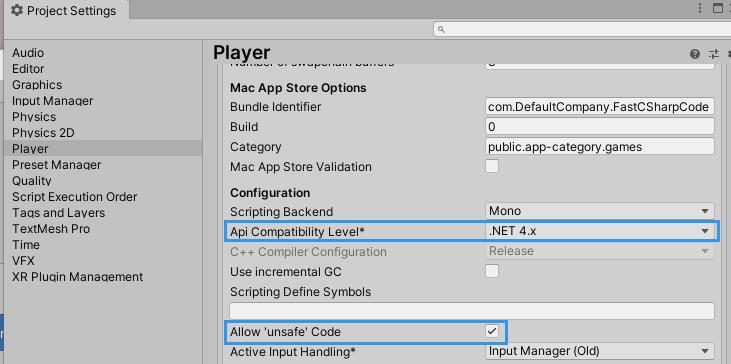 Project Settings
Audio
Editor
Graphics
Input Manager
Physics
Physics 2D
Player
Preset Manager
Quality
Script Execution Order
Tags and Layers
TextMesh Pro
Time
VFX
XR Plugin Management
Player
Number of swapchain buffers 3
Mac App Store Options
Bundle Identifier com.DefaultCompany.FastCSharpCode
Build 0
Category public.app-category.games
Mac App Store Validation
Configuration
Scripting Backend Mono
Api Compatibility Level* .NET 4.x
C++ Compiler Configuration Release
Use incremental GC
Scripting Define Symbols
Allow 'unsafe' Code
Active Input Handling* Input Manager (Old)